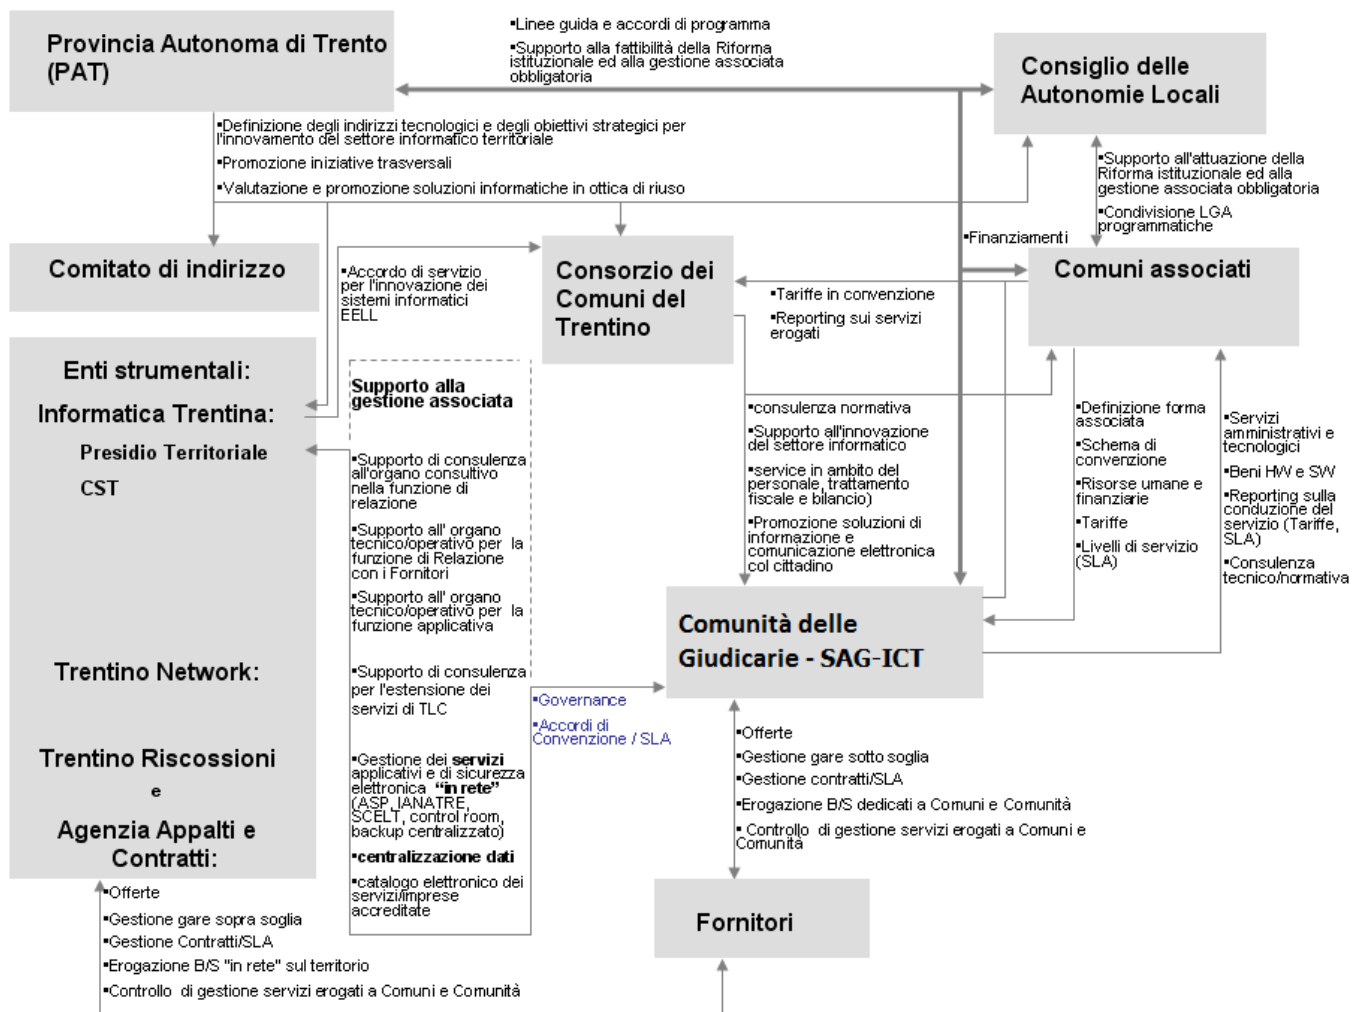 Provincia Autonoma di Trento
(PAT)
▪Linee guida e accordi di programma
▪Supporto alla fattibilità della Riforma
istituzionale ed alla gestione associata
obbligatoria
Consiglio delle
Autonomie Locali
▪Definizione degli indirizzi tecnologici e degli obiettivi strategici per
l'innovamento del settore informatico territoriale
▪Promozione iniziative trasversali
▪Valutazione e promozione soluzioni informatiche in ottica di riuso
▪Supporto all'attuazione della
Riforma istituzionale ed alla
gestione associata obbligatoria
▪Condivisione LGA
programmatiche
▪Finanziamenti
Comitato di indirizzo
▪Accordo di servizio
per l'innovazione dei
sistemi informatici
EELL
Consorzio dei
Comuni del
Trentino
▪Tariffe in convenzione
▪Reporting sui servizi
erogati
Comuni associati
Enti strumentali:
Informatica Trentina:
Presidio Territoriale
CST
Trentino Network:
Trentino Riscossioni
e
Agenzia Appalti e
Contratti:
Supporto alla
gestione associata
▪Supporto di consulenza
all'organo consultivo
nella funzione di
relazione
▪Supporto all' organo
tecnico/operativo per la
funzione di Relazione
con i Fornitori
▪Supporto all' organo
tecnico/operativo per la
funzione applicativa
▪Supporto di consulenza
per l'estensione dei
servizi di TLC
▪Gestione dei servizi
applicativi e di sicurezza
elettronica “in rete”
(ASP, IANATRE,
SCELT, control room,
backup centralizzato)
▪centralizzazione dati
▪catalogo elettronico dei
servizi/imprese
accreditate
▪consulenza normativa
▪Supporto all'innovazione
del settore informatico
▪service in ambito del
personale, trattamento
fiscale e bilancio)
▪Promozione soluzioni di
informazione e
comunicazione elettronica
col cittadino
▪Definizione forma
associata
▪Schema di
convenzione
▪Risorse umane e
finanziarie
▪Tariffe
▪Livelli di servizio
(SLA)
▪Servizi
amministrativi e
tecnologici
▪Beni HW e SW
▪Reporting sulla
conduzione del
servizio (Tariffe,
SLA)
▪Consulenza
tecnico/normativa
Comunità delle
Giudicarie - SAG-ICT
▪Governance
▪Accordi di
Convenzione / SLA
▪Offerte
▪Gestione gare sotto soglia
▪Gestione contratti/SLA
▪Erogazione B/S dedicati a Comuni e Comunità
▪ Controllo di gestione servizi erogati a Comuni e
Comunità
Fornitori
▪Offerte
▪Gestione gare sopra soglia
▪Gestione Contratti/SLA
▪Erogazione B/S "in rete" sul territorio
▪Controllo di gestione servizi erogati a Comuni e Comunità